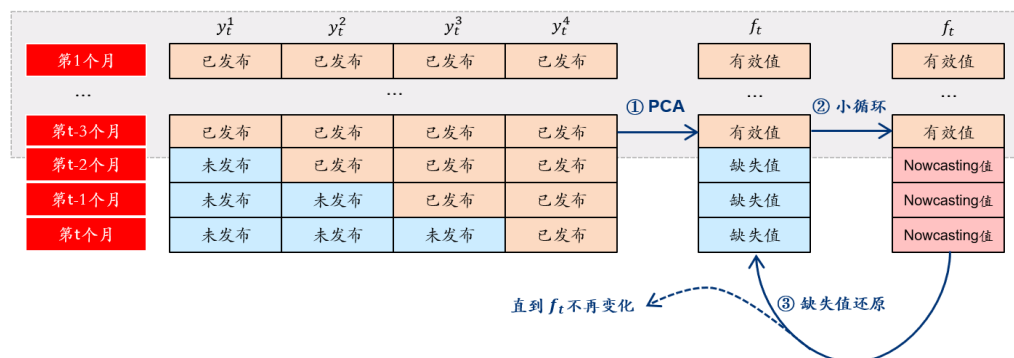 y_t^1 y_t^2 y_t^3 y_t^4 f_t f_t
第1个月 已发布 已发布 已发布 已发布 有效值 有效值
… … … …
① PCA ② 小循环
第t-3个月 已发布 已发布 已发布 已发布 有效值 有效值
第t-2个月 未发布 已发布 已发布 已发布 缺失值 Nowcasting值
第t-1个月 未发布 未发布 已发布 已发布 缺失值 Nowcasting值
第t个月 未发布 未发布 未发布 已发布 缺失值 Nowcasting值
直到 f_t 不再变化 ③ 缺失值还原